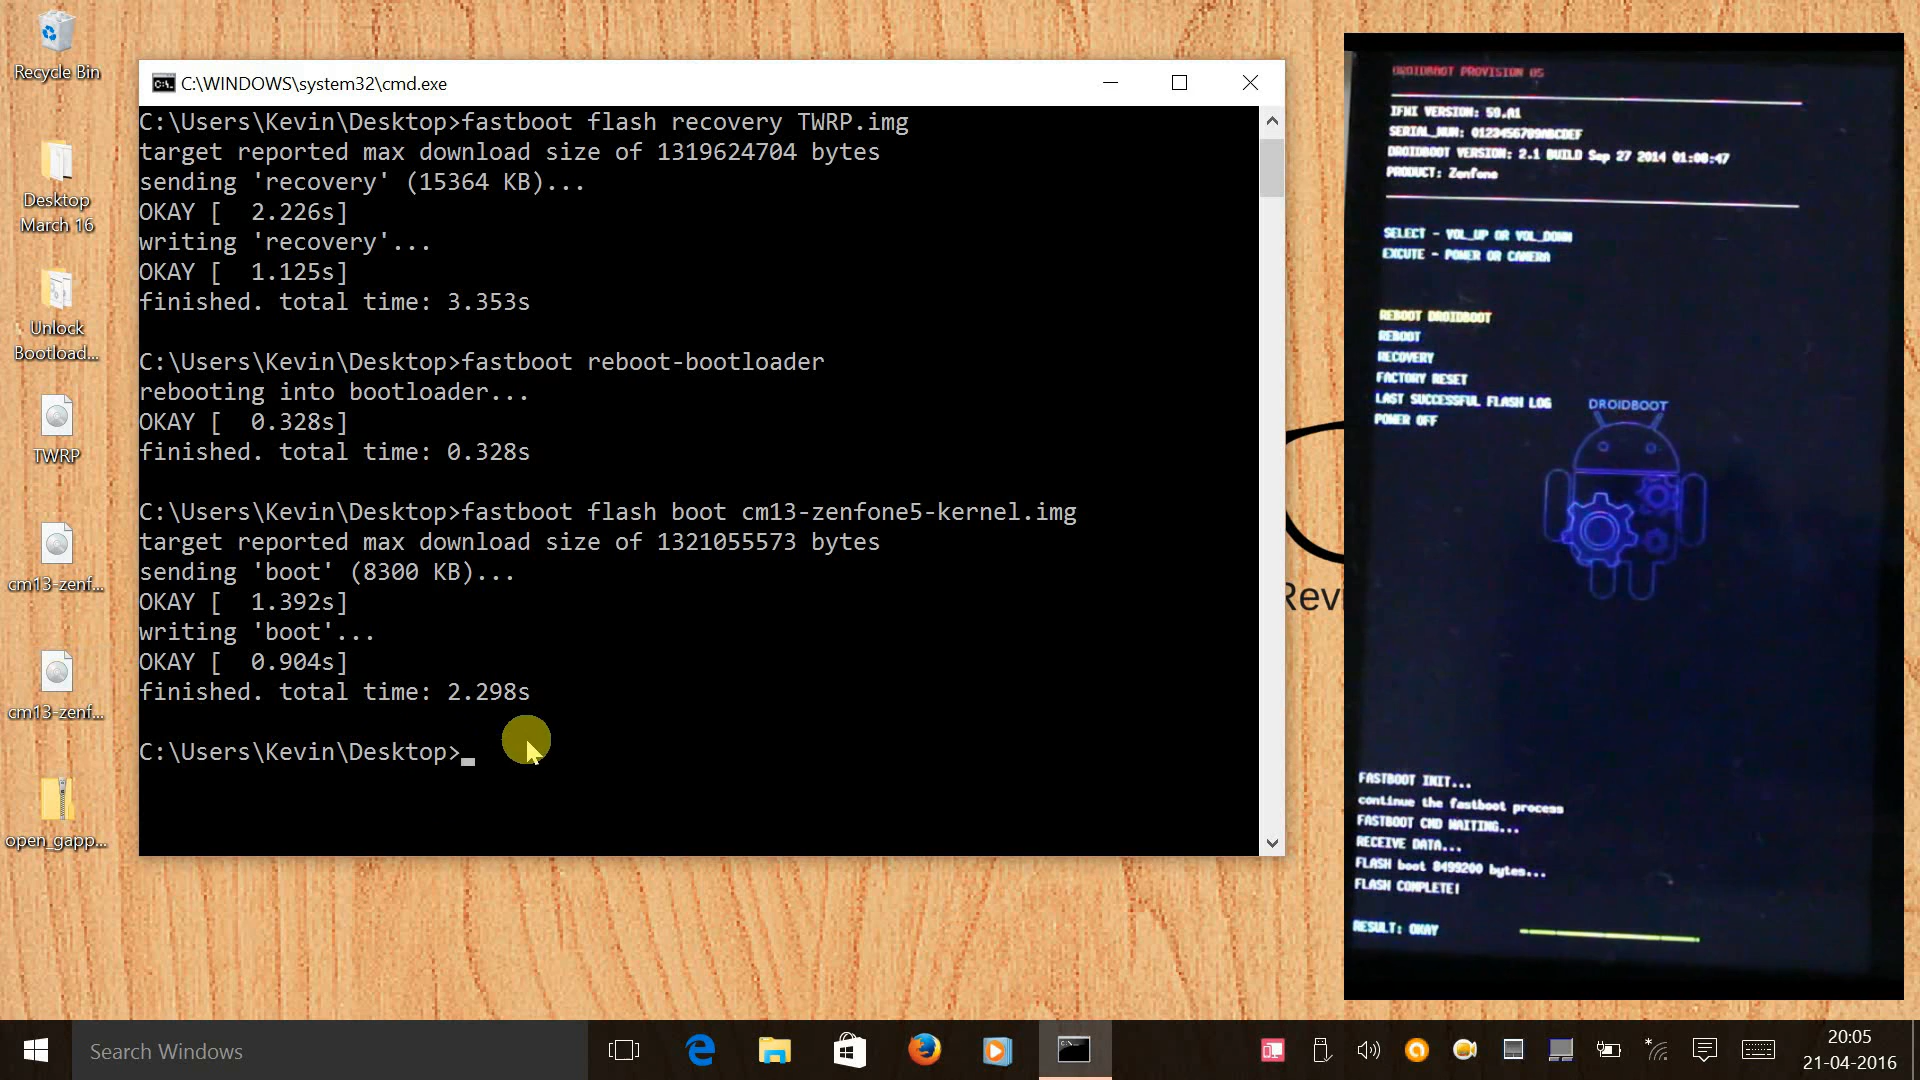 Recycle Bin
Desktop
March 16
Unlock
Bootload...
TWRP
cm13-zenf...
cm13-zenf...
open_gapp...
C:\WINDOWS\system32\cmd.exe
C:\Users\Kevin\Desktop>fastboot flash recovery TWRP.img
target reported max download size of 1319624704 bytes
sending 'recovery' (15364 KB)...
OKAY [  2.226s]
writing 'recovery'...
OKAY [  1.125s]
finished. total time: 3.353s
C:\Users\Kevin\Desktop>fastboot reboot-bootloader
rebooting into bootloader...
OKAY [  0.328s]
finished. total time: 0.328s
C:\Users\Kevin\Desktop>fastboot flash boot cm13-zenfone5-kernel.img
target reported max download size of 1321055573 bytes
sending 'boot' (8300 KB)...
OKAY [  1.392s]
writing 'boot'...
OKAY [  0.904s]
finished. total time: 2.298s
C:\Users\Kevin\Desktop>
Revi
DROIDBOOT PROVISION 05
IFWI VERSION: 59.A1
SERIAL_NUM: 0123456789ABCDEF
DROIDBOOT VERSION: 2.1 BUILD Sep 27 2014 01:08:47
PRODUCT: Zenfone
SELECT - VOL_UP OR VOL_DOWN
EXCUTE - POWER OR CAMERA
REBOOT DROIDBOOT
REBOOT
RECOVERY
FACTORY RESET
LAST SUCCESSFUL FLASH LOG
POWER OFF
DROIDBOOT
FASTBOOT INIT...
continue the fastboot process
FASTBOOT CMD WAITING...
RECEIVE DATA...
FLASH boot 8499200 bytes...
FLASH COMPLETE!
RESULT: OKAY
Search Windows
20:05
21-04-2016